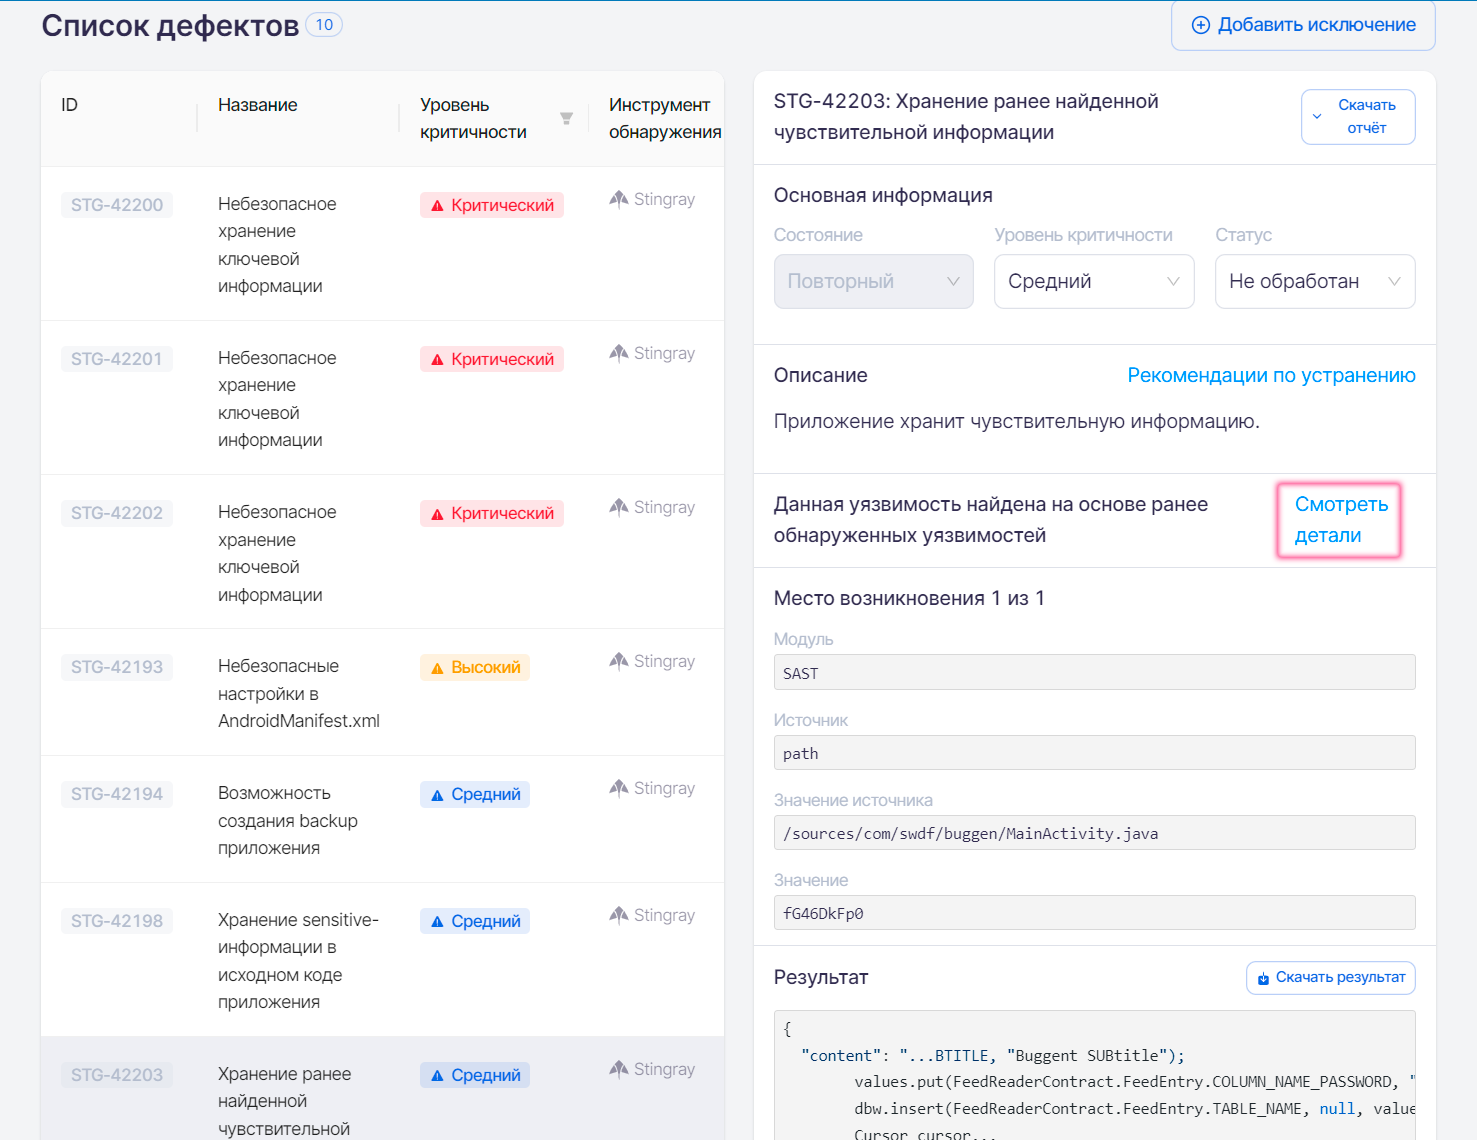 Список дефектов 10
Добавить исключение
ID
Название
Уровень
критичности
Инструмент
обнаружения
STG-42200
Небезопасное
хранение
ключевой
информации
Критический
Stingray
STG-42201
Небезопасное
хранение
ключевой
информации
Критический
Stingray
STG-42202
Небезопасное
хранение
ключевой
информации
Критический
Stingray
STG-42193
Небезопасные
настройки в
AndroidManifest.xml
Высокий
Stingray
STG-42194
Возможность
создания backup
приложения
Средний
Stingray
STG-42198
Хранение sensitive-
информации в
исходном коде
приложения
Средний
Stingray
STG-42203
Хранение ранее
найденной
чувствительной
Средний
Stingray
STG-42203: Хранение ранее найденной
чувствительной информации
Скачать
отчёт
Основная информация
Состояние
Повторный
Уровень критичности
Средний
Статус
Не обработан
Описание
Рекомендации по устранению
Приложение хранит чувствительную информацию.
Данная уязвимость найдена на основе ранее
обнаруженных уязвимостей
Смотреть
детали
Место возникновения 1 из 1
Модуль
SAST
Источник
path
Значение источника
/sources/com/swdf/buggen/MainActivity.java
Значение
fG46DkFp0
Результат
Скачать результат
{
"content": "...BTITLE, "Buggent SUBtitle");
values.put(FeedReaderContract.FeedEntry.COLUMN_NAME_PASSWORD, "
dbw.insert(FeedReaderContract.FeedEntry.TABLE_NAME, null, value
Cursor cursor...